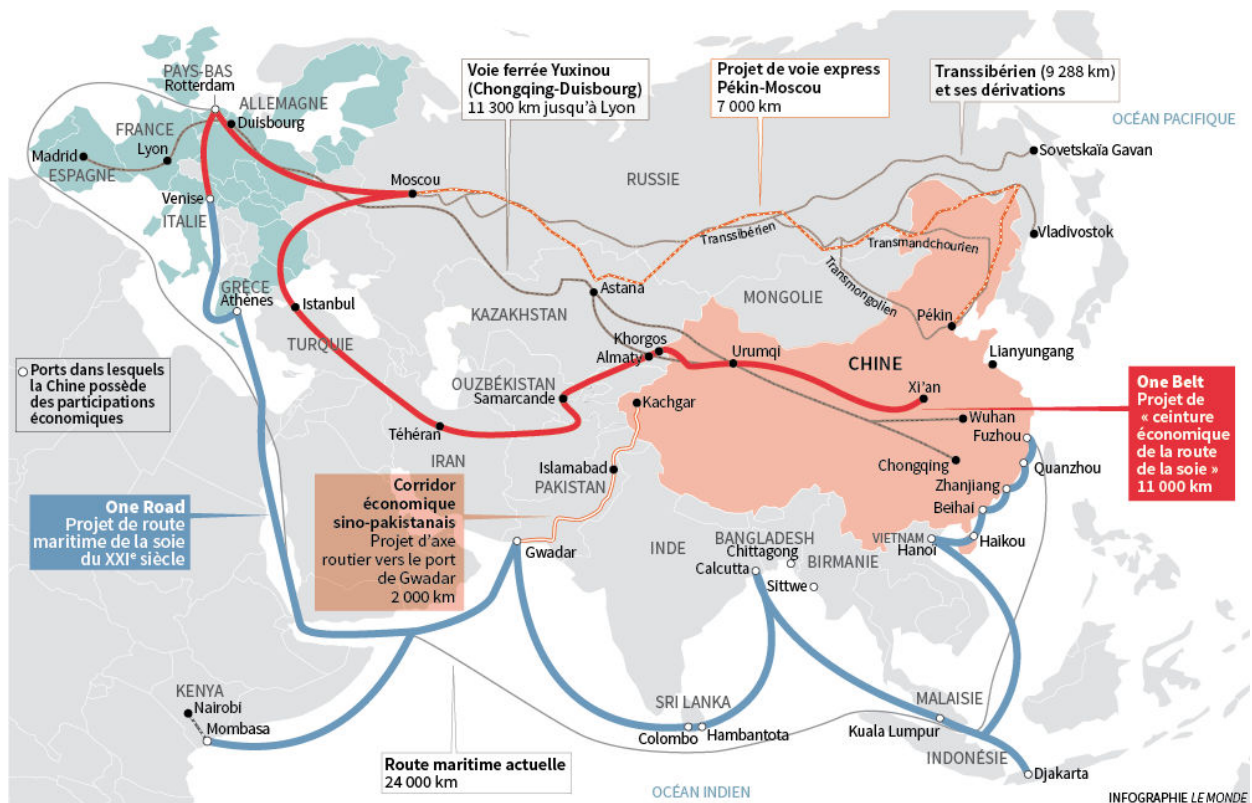 PAYS-BAS
Rotterdam
ALLEMAGNE
Duisbourg
FRANCE
Lyon
Madrid
ESPAGNE
Venise
ITALIE
GRÈCE
Athènes
Istanbul
TURQUIE
Moscou
Voie ferrée Yuxinou
(Chongqing-Duisbourg)
11 300 km jusqu'à Lyon
Projet de voie express
Pékin-Moscou
7 000 km
Transsibérien (9 288 km)
et ses dérivations
OCÉAN PACIFIQUE
Sovetskaïa Gavan
RUSSIE
Transsibérien
Transmandchourien
Transmongolien
Vladivostok
Astana
MONGOLIE
KAZAKHSTAN
Pékin
Khorgos
Almaty
Urumqi
CHINE
Lianyungang
Ports dans lesquels
la Chine possède
des participations
économiques
OUZBÉKISTAN
Samarcande
Kachgar
Xi'an
Wuhan
Fuzhou
One Belt
Projet de
« ceinture
économique
de la route
de la soie »
11 000 km
Téhéran
IRAN
Islamabad
PAKISTAN
Chongqing
Quanzhou
Zhanjiang
Beihai
One Road
Projet de route
maritime de la soie
du XXIe siècle
Corridor
économique
sino-pakistanais
Projet d'axe
routier vers le port
de Gwadar
2 000 km
Gwadar
INDE
BANGLADESH
Chittagong
Calcutta
BIRMANIE
Sittwe
VIETNAM
Hanoï
Haikou
KENYA
Nairobi
Mombasa
SRI LANKA
Colombo
Hambantota
MALAISIE
Kuala Lumpur
INDONÉSIE
Djakarta
Route maritime actuelle
24 000 km
OCÉAN INDIEN
INFOGRAPHIE LE MONDE